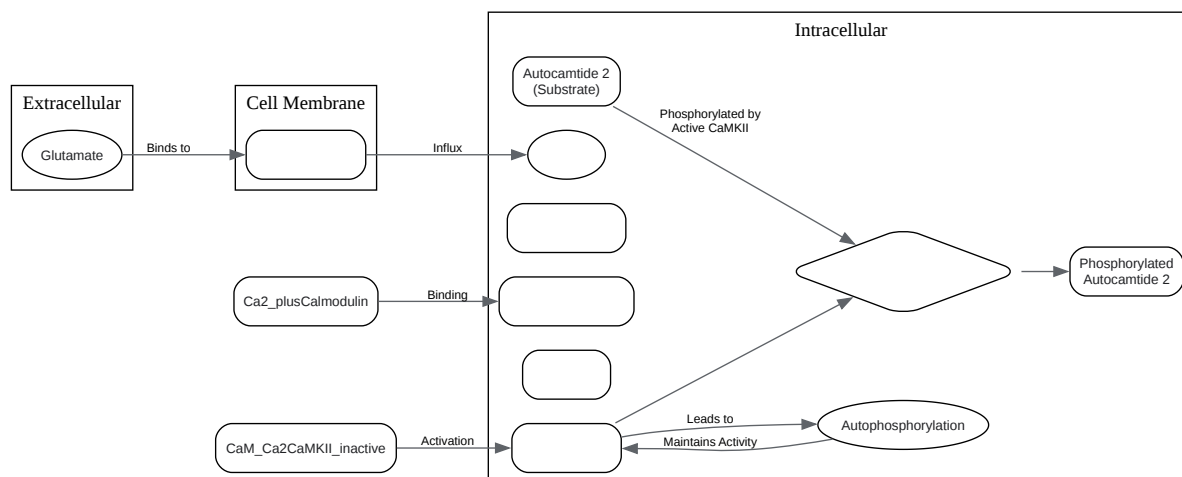 Intracellular
Extracellular
Cell Membrane
Autocamtide 2
(Substrate)
Phosphorylated by
Active CaMKII
Glutamate
Binds to
Influx
Ca2_plusCalmodulin
Binding
Phosphorylated
Autocamtide 2
CaM_Ca2CaMKII_inactive
Activation
Leads to
Maintains Activity
Autophosphorylation